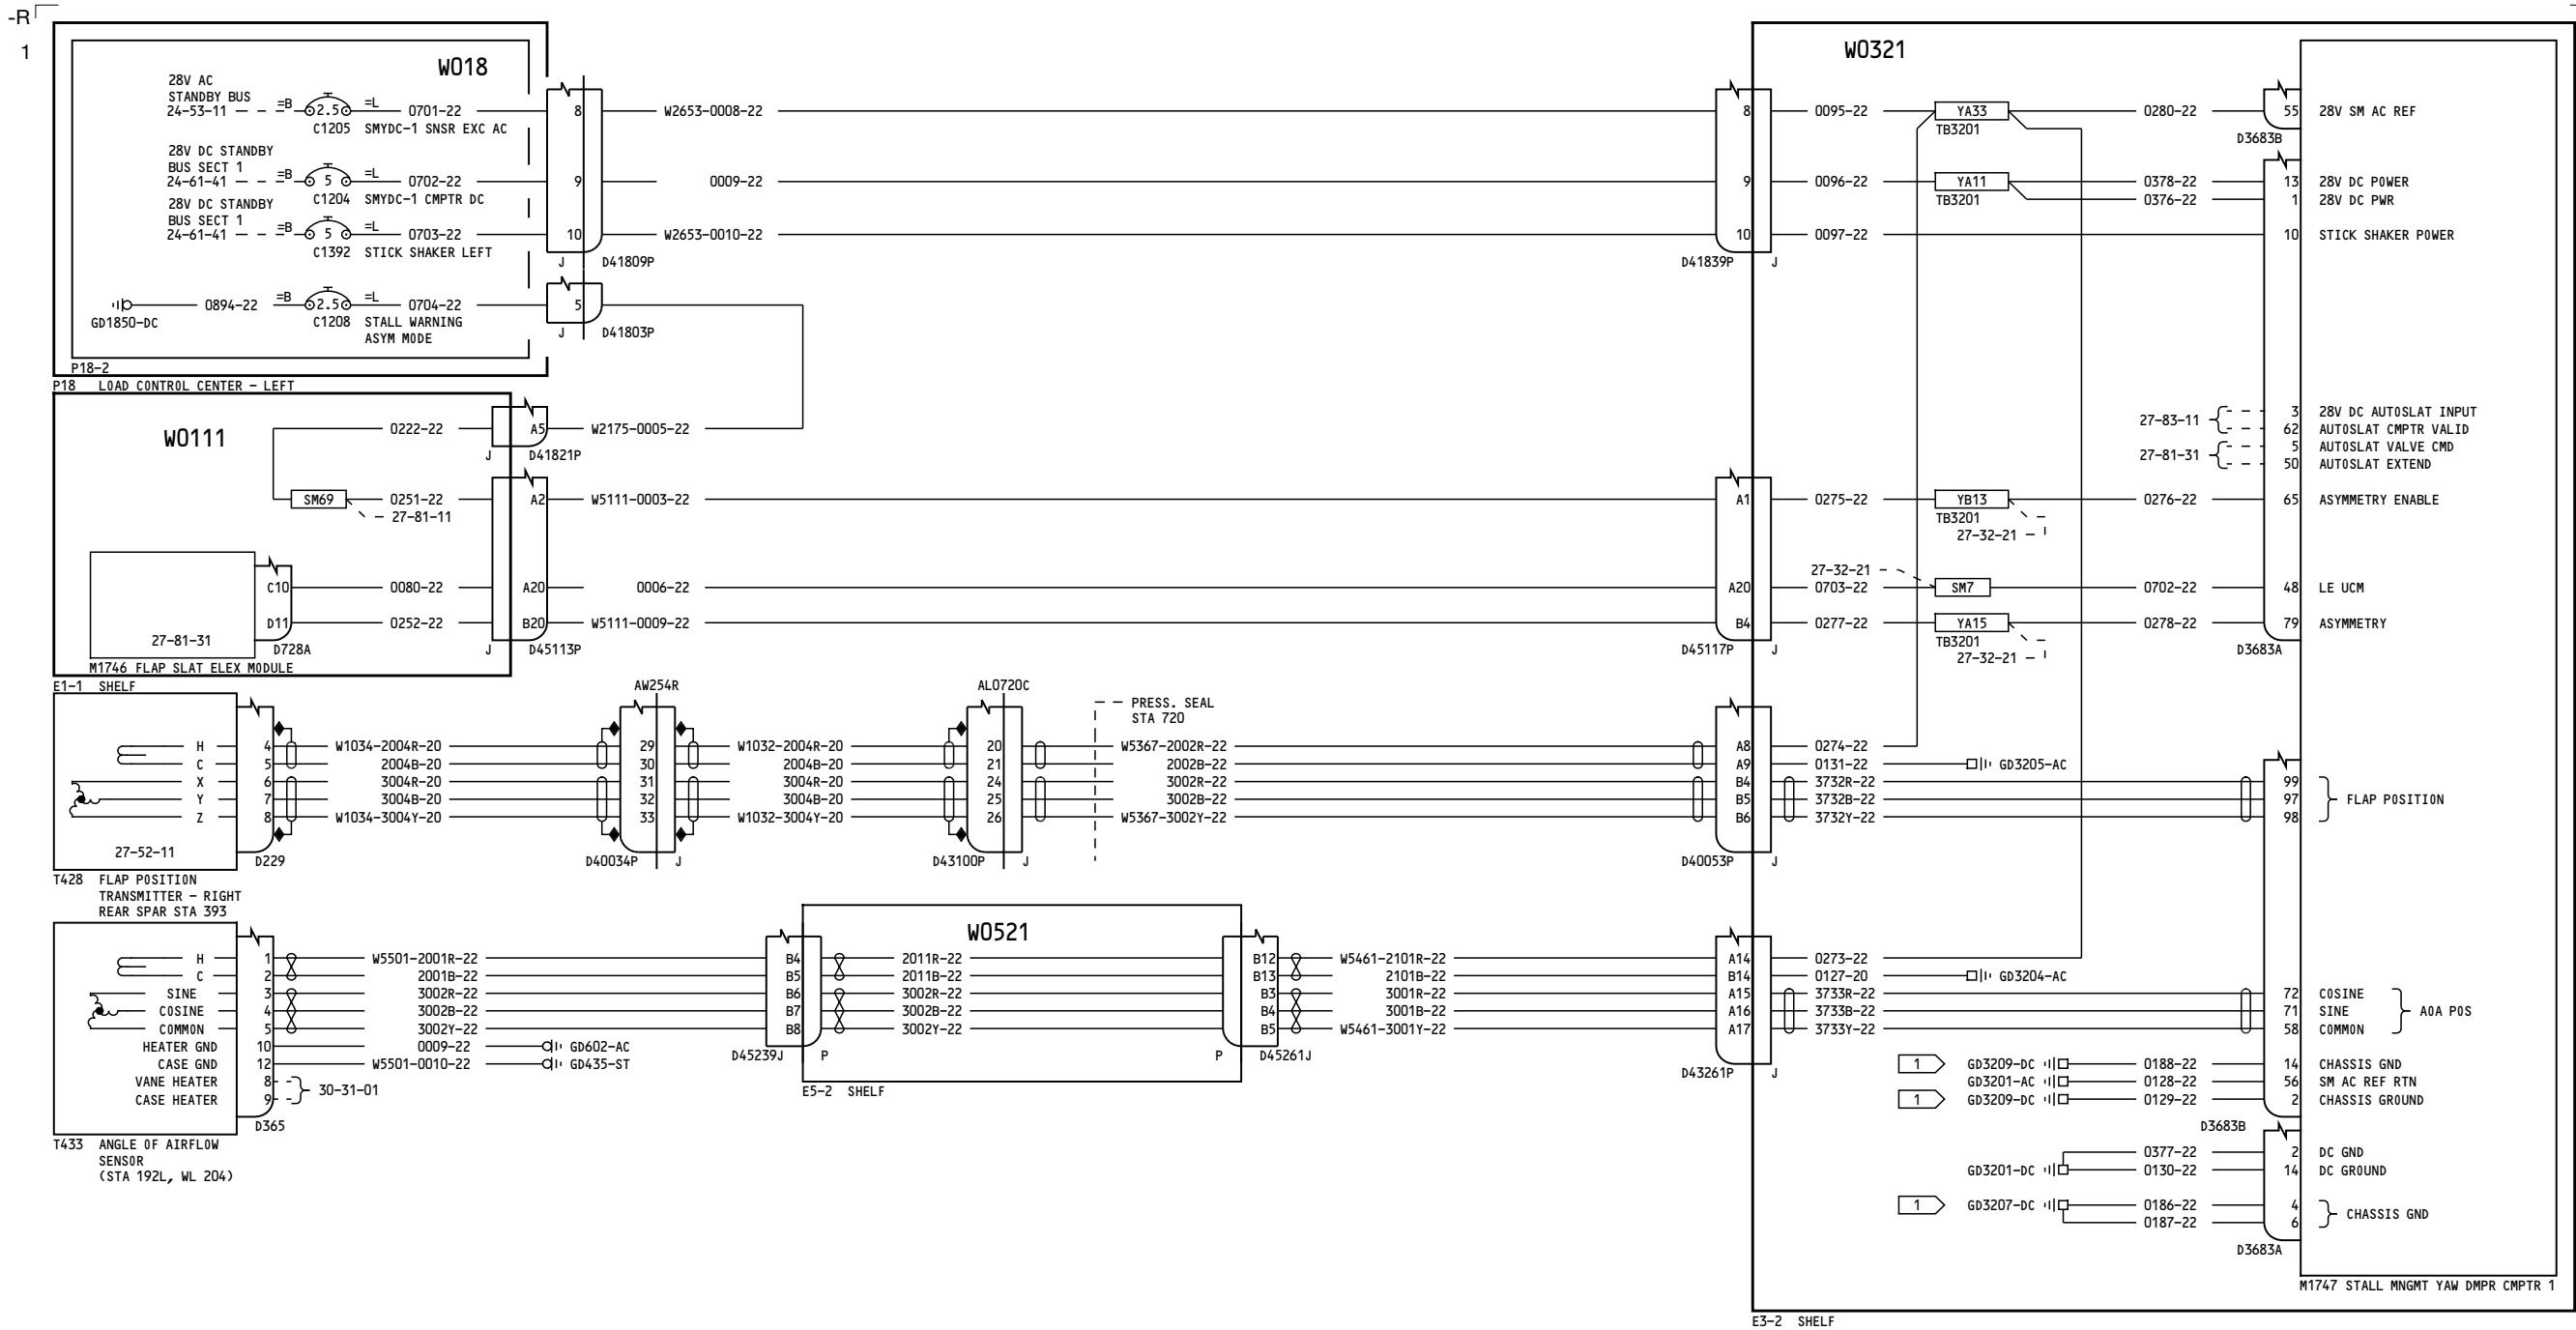 -R
1
W018
28V AC
STANDBY BUS
24-53-11 =B 2.5 =L 0701-22 8 W2653-0008-22
C1205 SMYDC-1 SNSR EXC AC
28V DC STANDBY
BUS SECT 1
24-61-41 =B 5 =L 0702-22 9 0009-22
C1204 SMYDC-1 CMPTR DC
28V DC STANDBY
BUS SECT 1
24-61-41 =B 5 =L 0703-22 10 W2653-0010-22
C1392 STICK SHAKER LEFT
J D41809P
0894-22 =B 2.5 =L 0704-22 5
GD1850-DC C1208 STALL WARNING
ASYM MODE
J D41803P
P18-2
P18 LOAD CONTROL CENTER - LEFT
W0111
0222-22 A5 W2175-0005-22
J D41821P
SM69 0251-22 A2 W5111-0003-22
27-81-11
C10 0080-22 A20 0006-22
D11 0252-22 B20 W5111-0009-22
27-81-31
D728A J D45113P
M1746 FLAP SLAT ELEX MODULE
E1-1 SHELF
AW254R AL0720C
PRESS. SEAL
STA 720
H 4 W1034-2004R-20 29 W1032-2004R-20 20 W5367-2002R-22
C 5 2004B-20 30 2004B-20 21 2002B-22
X 6 3004R-20 31 3004R-20 24 3002R-22
Y 7 3004B-20 32 3004B-20 25 3002B-22
Z 8 W1034-3004Y-20 33 W1032-3004Y-20 26 W5367-3002Y-22
27-52-11
D229 D40034P J D43100P J
T428 FLAP POSITION
TRANSMITTER - RIGHT
REAR SPAR STA 393
W0521
H 1 W5501-2001R-22 B4 2011R-22 B12 W5461-2101R-22
C 2 2001B-22 B5 2011B-22 B13 2101B-22
SINE 3 3002R-22 B6 3002R-22 B3 3001R-22
COSINE 4 3002B-22 B7 3002B-22 B4 3001B-22
COMMON 5 3002Y-22 B8 3002Y-22 B5 W5461-3001Y-22
HEATER GND 10 0009-22 GD602-AC
CASE GND 12 W5501-0010-22 GD435-ST
D45239J P P D45261J
VANE HEATER 8
CASE HEATER 9
30-31-01
E5-2 SHELF
D365
T433 ANGLE OF AIRFLOW
SENSOR
(STA 192L, WL 204)
W0321
8 0095-22 YA33 0280-22 55 28V SM AC REF
TB3201
D3683B
9 0096-22 YA11 0378-22 13 28V DC POWER
TB3201 0376-22 1 28V DC PWR
10 0097-22 10 STICK SHAKER POWER
D41839P J
27-83-11
3 28V DC AUTOSLAT INPUT
62 AUTOSLAT CMPTR VALID
27-81-31
5 AUTOSLAT VALVE CMD
50 AUTOSLAT EXTEND
A1 0275-22 YB13 0276-22 65 ASYMMETRY ENABLE
TB3201
27-32-21
27-32-21
A20 0703-22 SM7 0702-22 48 LE UCM
B4 0277-22 YA15 0278-22 79 ASYMMETRY
TB3201
27-32-21
D45117P J D3683A
A8 0274-22
A9 0131-22 GD3205-AC
B4 3732R-22 99
B5 3732B-22 97 FLAP POSITION
B6 3732Y-22 98
D40053P J
A14 0273-22
B14 0127-20 GD3204-AC
A15 3733R-22 72 COSINE
A16 3733B-22 71 SINE AOA POS
A17 3733Y-22 58 COMMON
D43261P J
1 GD3209-DC 0188-22 14 CHASSIS GND
GD3201-AC 0128-22 56 SM AC REF RTN
1 GD3209-DC 0129-22 2 CHASSIS GROUND
D3683B
0377-22 2 DC GND
GD3201-DC 0130-22 14 DC GROUND
1 GD3207-DC 0186-22 4
0187-22 6
CHASSIS GND
D3683A
M1747 STALL MNGMT YAW DMPR CMPTR 1
E3-2 SHELF